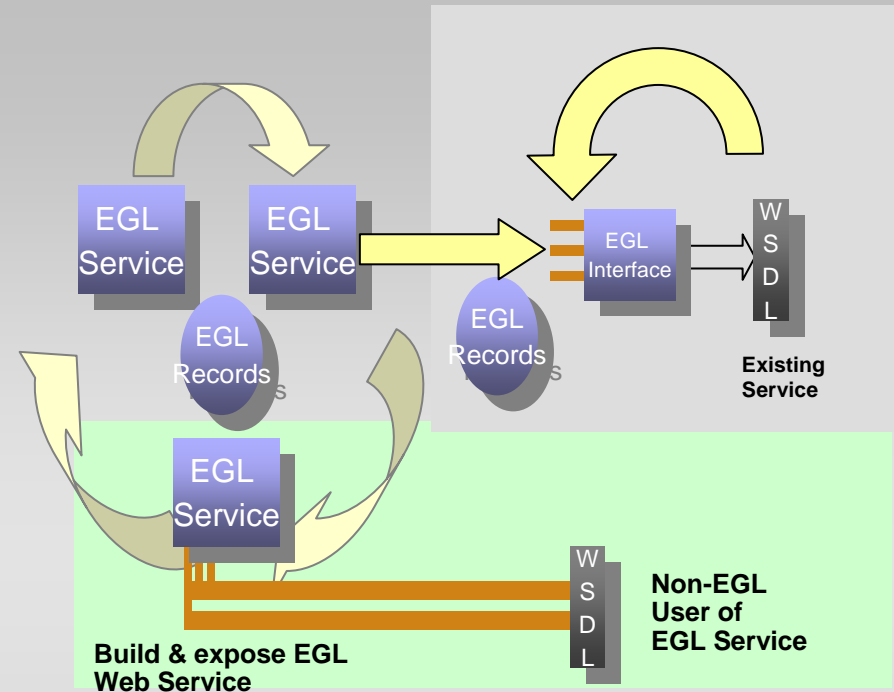 EGL
Service
EGL
Service
EGL
Interface
W
S
D
L
EGL
Records
EGL
Records
Existing
Service
EGL
Service
W
S
D
L
Non-EGL
User of
EGL Service
Build & expose EGL
Web Service